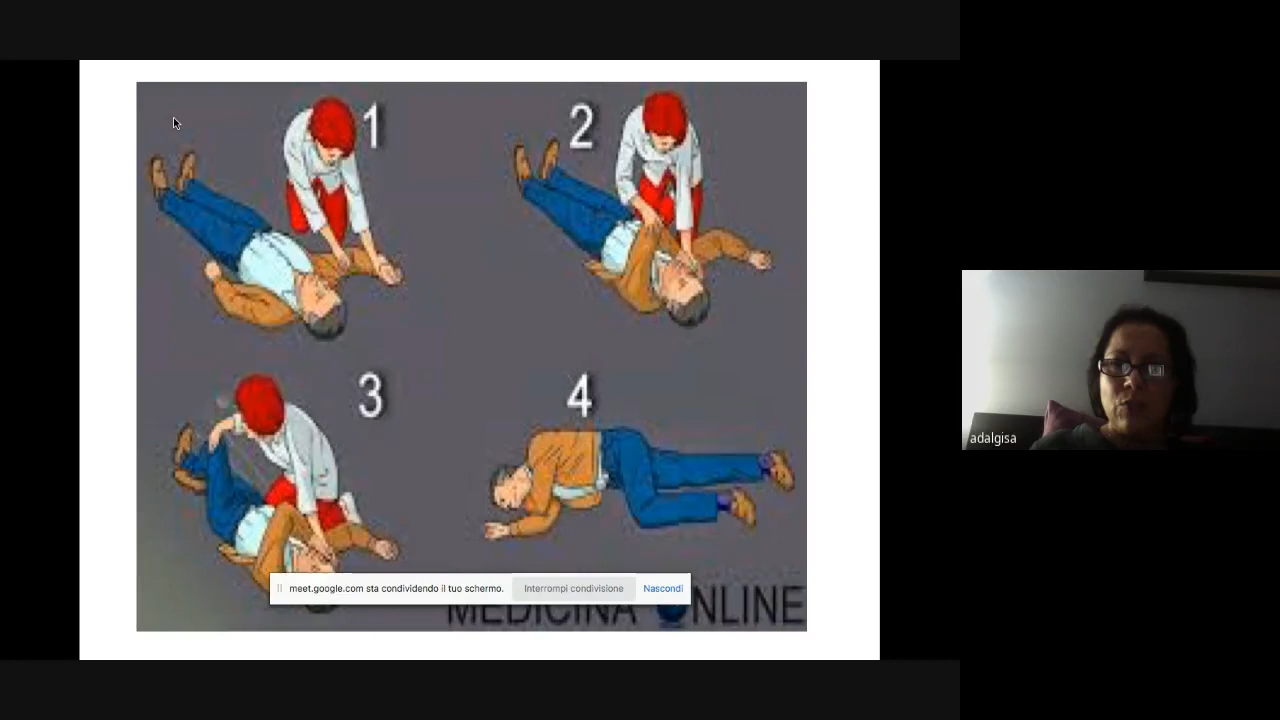 1
2
3
4
meet.google.com sta condividendo il tuo schermo. Interrompi condivisione Nascondi
MEDICINA ONLINE
adalgisa